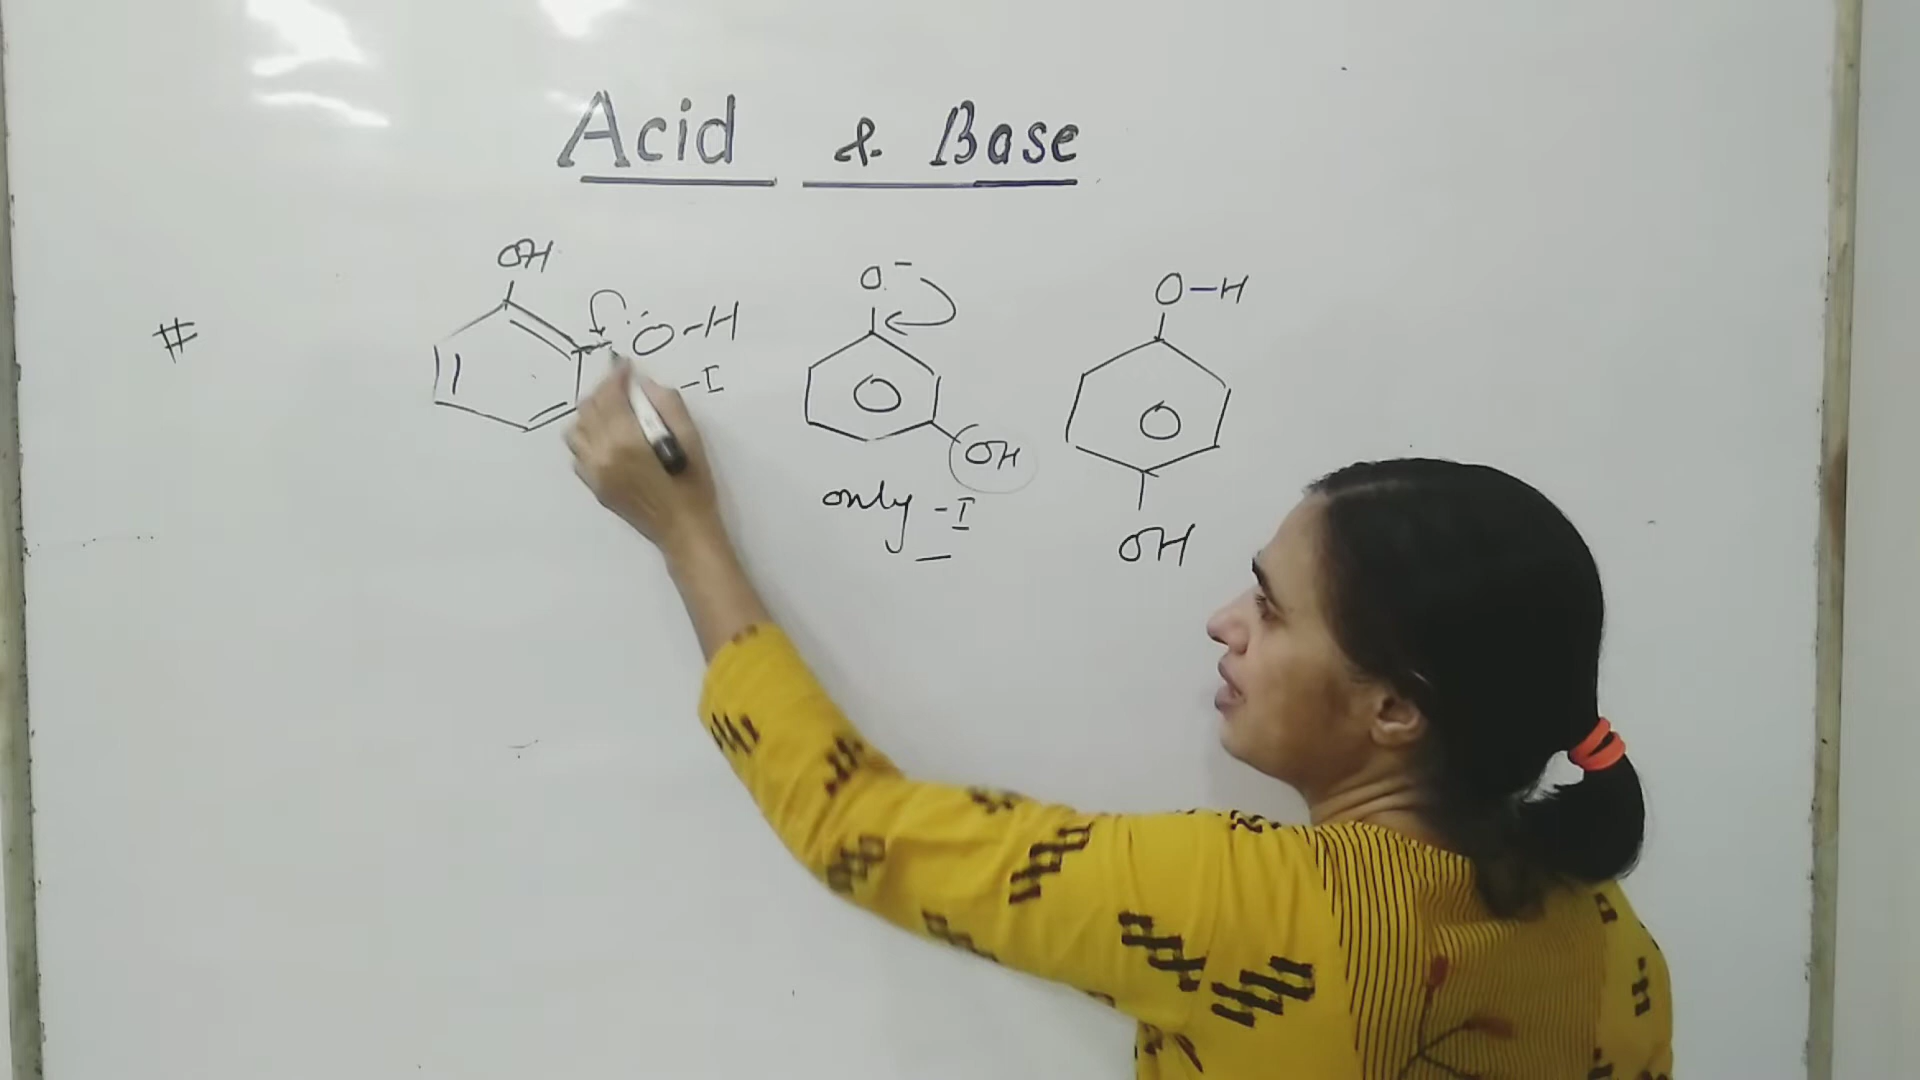 Acid & Base
#
OH
O-H
-I
O-
OH
only -I
O-H
OH